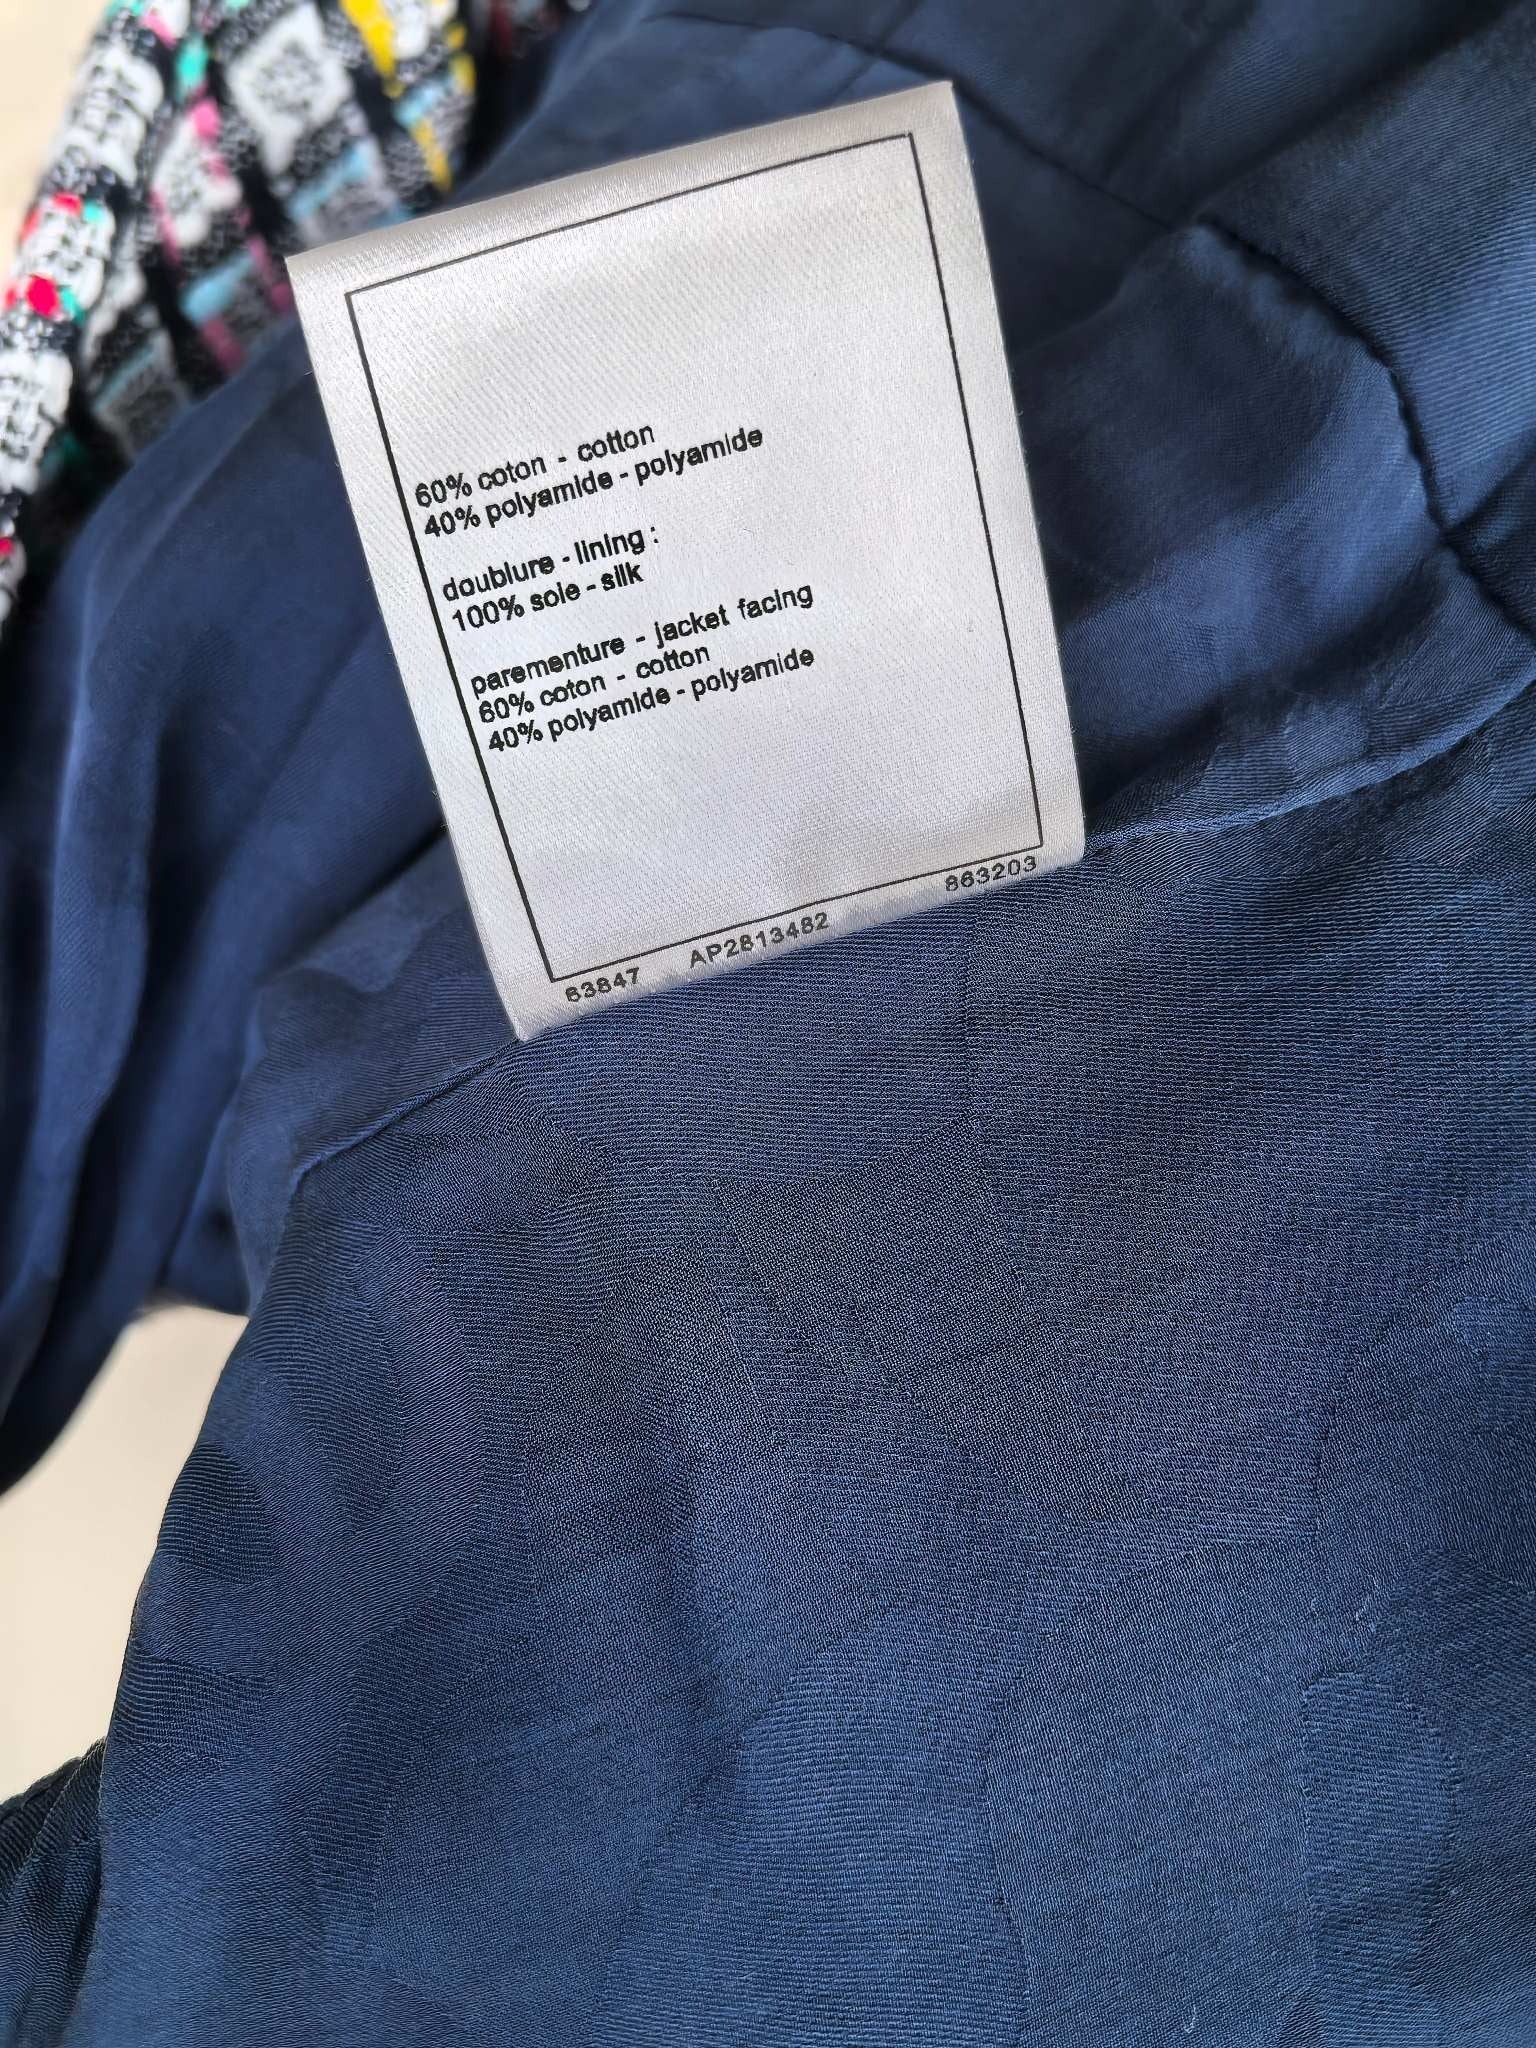 60% coton - cotton
40% polyamide - polyamide
doublure - lining :
100% soie - silk
parementure - jacket facing
60% coton - cotton
40% polyamide - polyamide
63847 AP2813482 863203